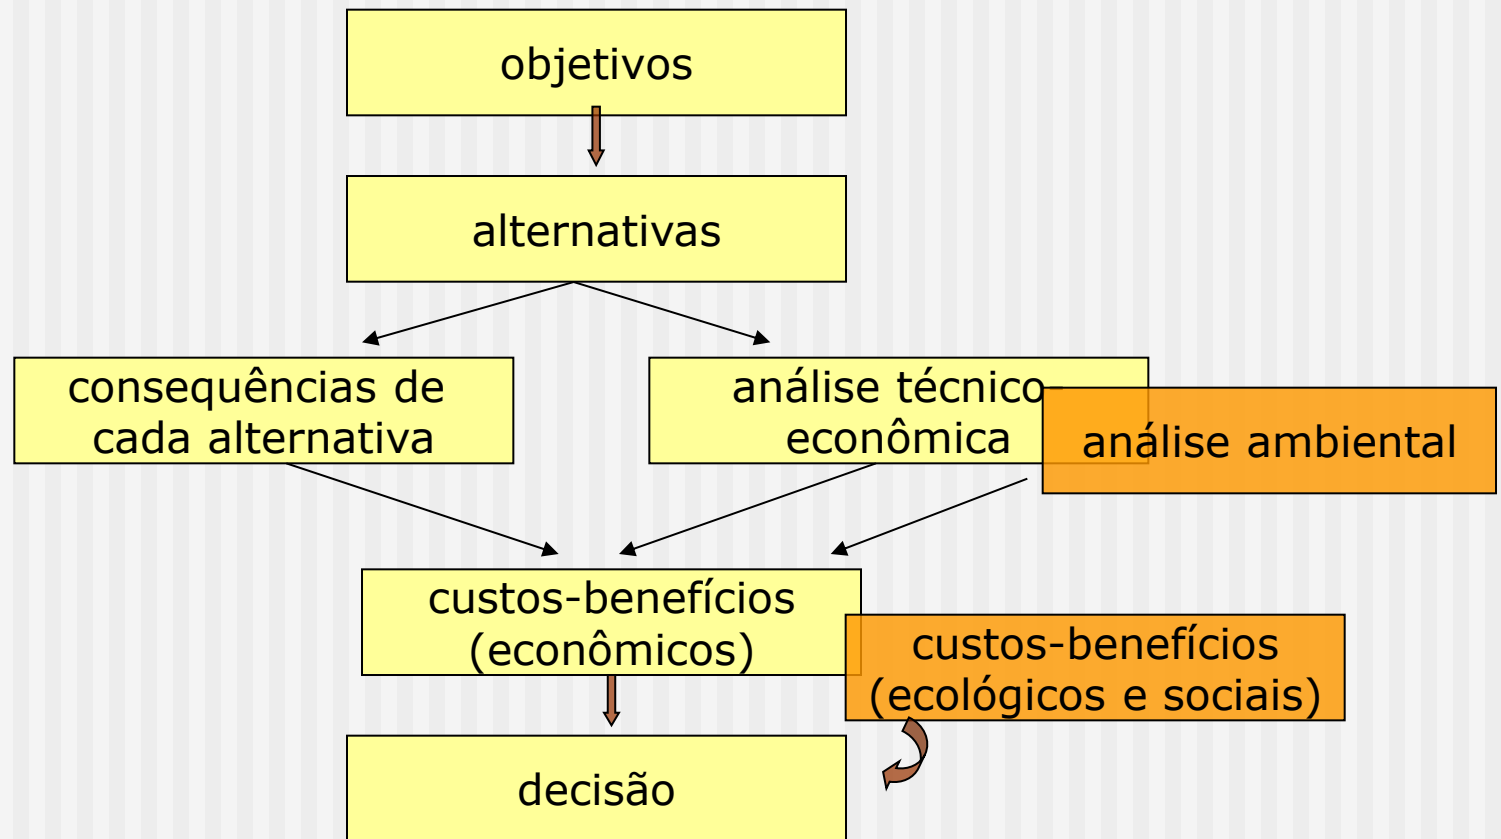 objetivos
alternativas
consequências de
cada alternativa
análise técnico-
econômica
análise ambiental
custos-benefícios
(econômicos)
custos-benefícios
(ecológicos e sociais)
decisão